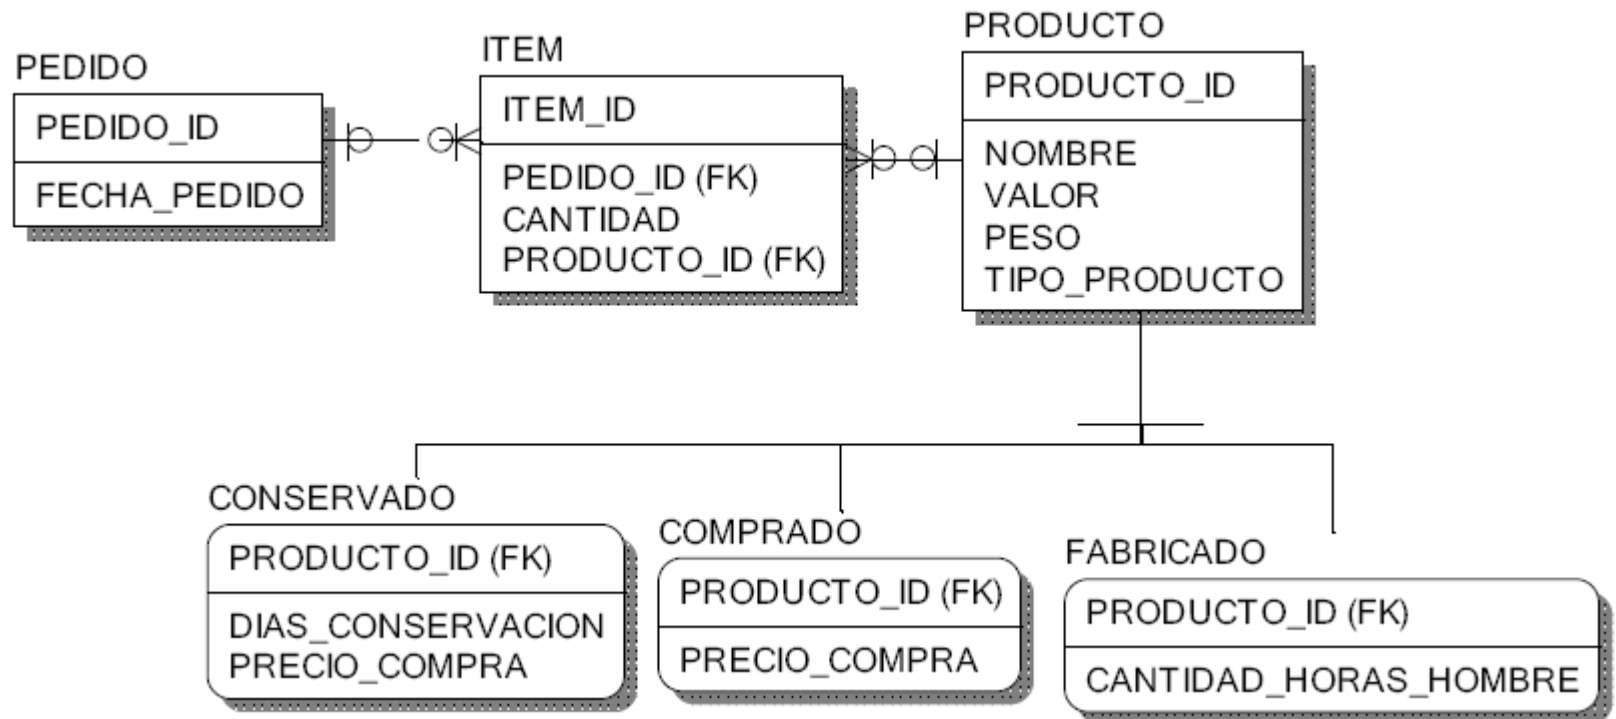 PEDIDO
PEDIDO_ID
FECHA_PEDIDO
ITEM
ITEM_ID
PEDIDO_ID (FK)
CANTIDAD
PRODUCTO_ID (FK)
PRODUCTO
PRODUCTO_ID
NOMBRE
VALOR
PESO
TIPO_PRODUCTO
CONSERVADO
PRODUCTO_ID (FK)
DIAS_CONSERVACION
PRECIO_COMPRA
COMPRADO
PRODUCTO_ID (FK)
PRECIO_COMPRA
FABRICADO
PRODUCTO_ID (FK)
CANTIDAD_HORAS_HOMBRE